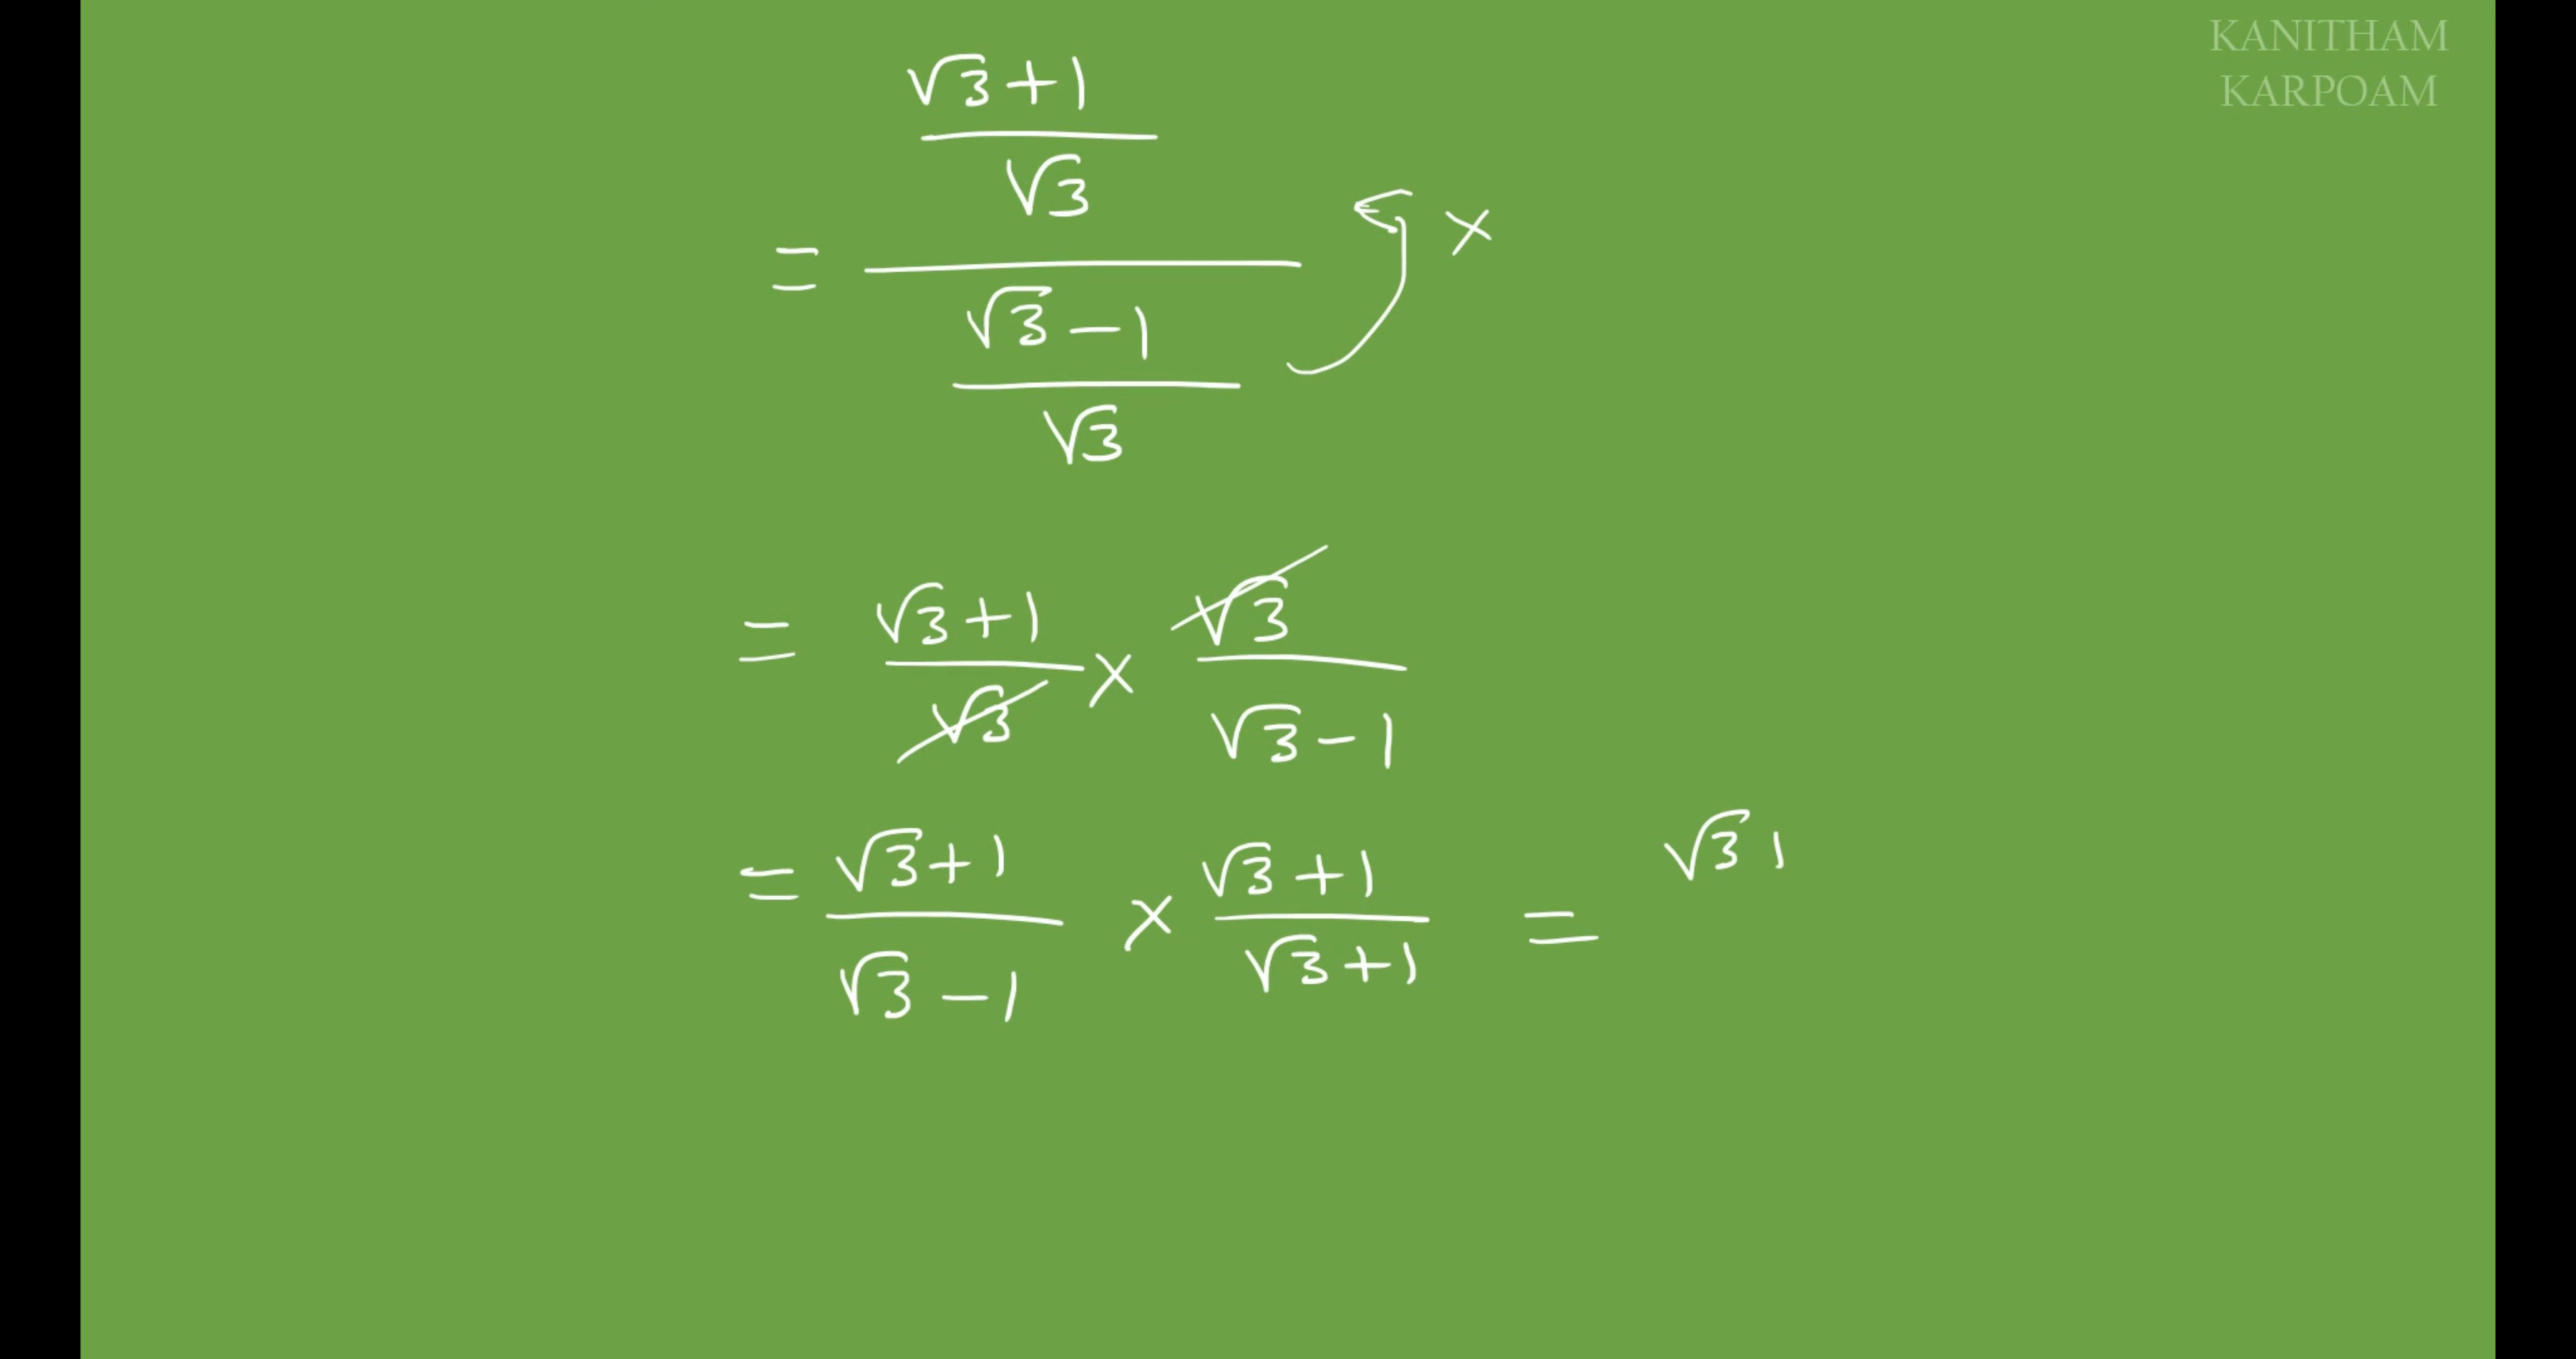 KANITHAM
KARPOAM
√3+1
√3
= ×
√3-1
√3
= √3+1 × √3
√3 √3-1
= √3+1 × √3+1 = √3 1
√3-1 √3+1